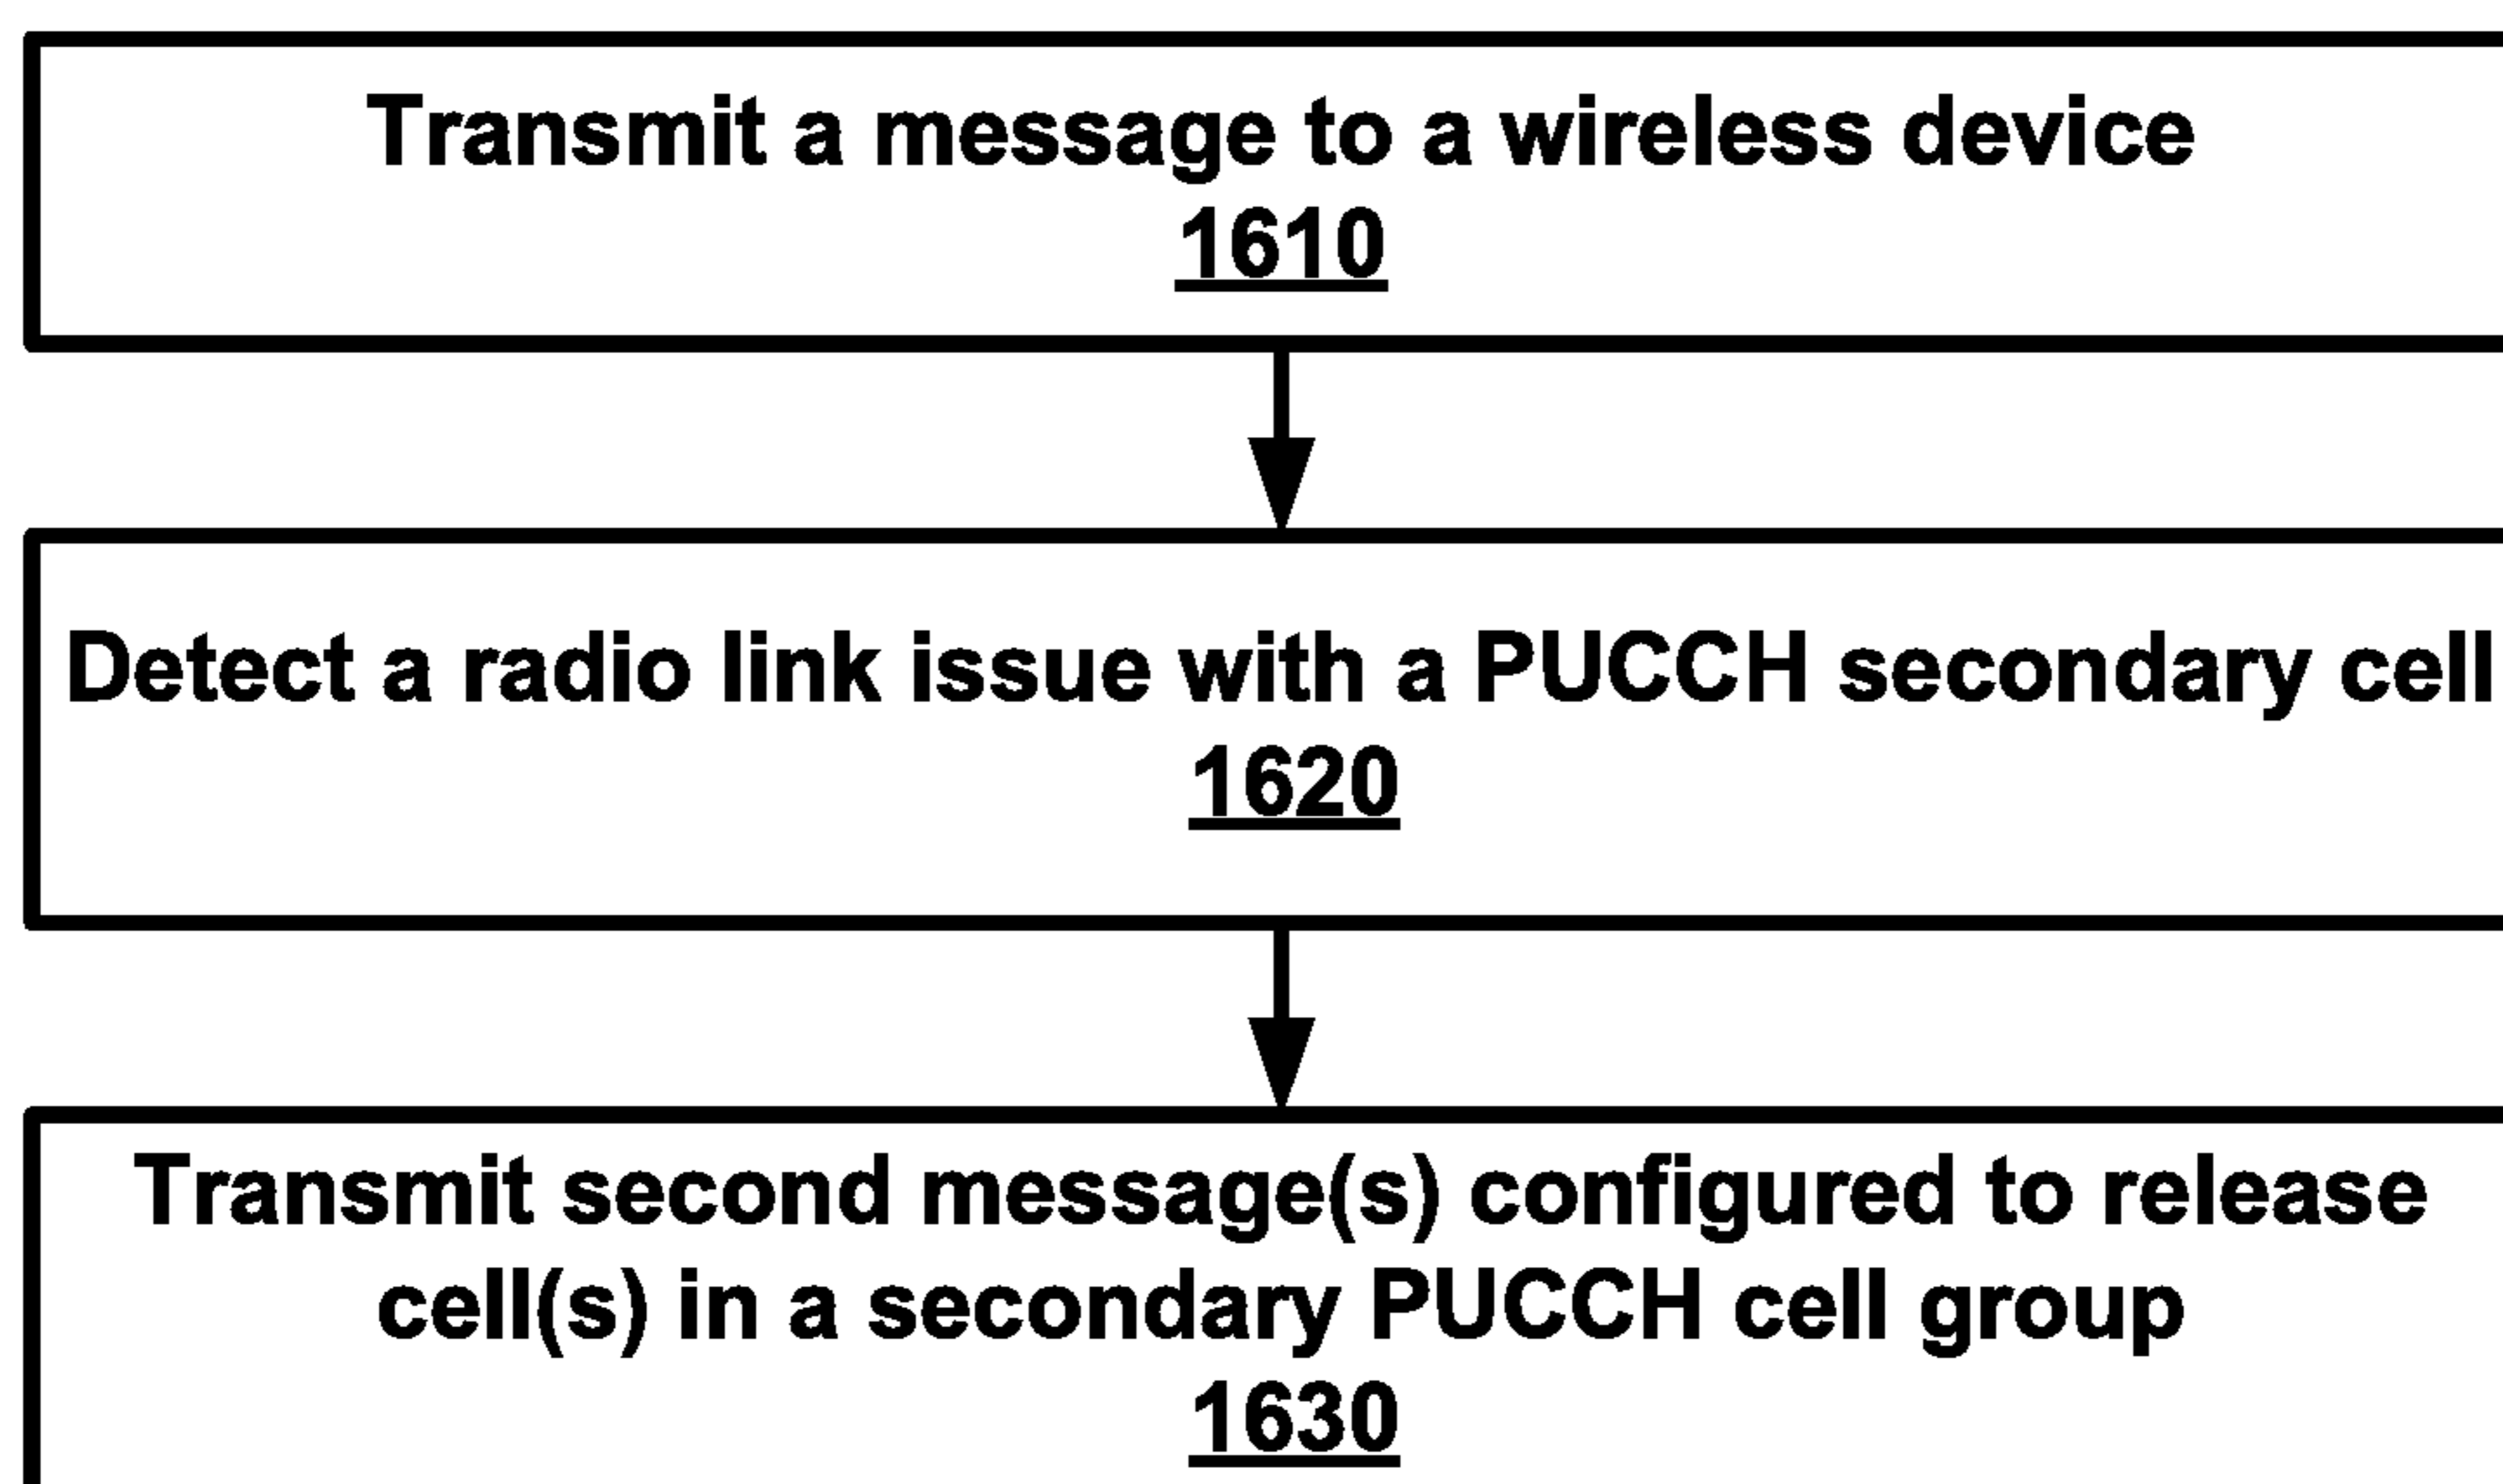 Transmit a message to a wireless device
1610
Detect a radio link issue with a PUCCH secondary cell
1620
Transmit second message(s) configured to release
cell(s) in a secondary PUCCH cell group
1630